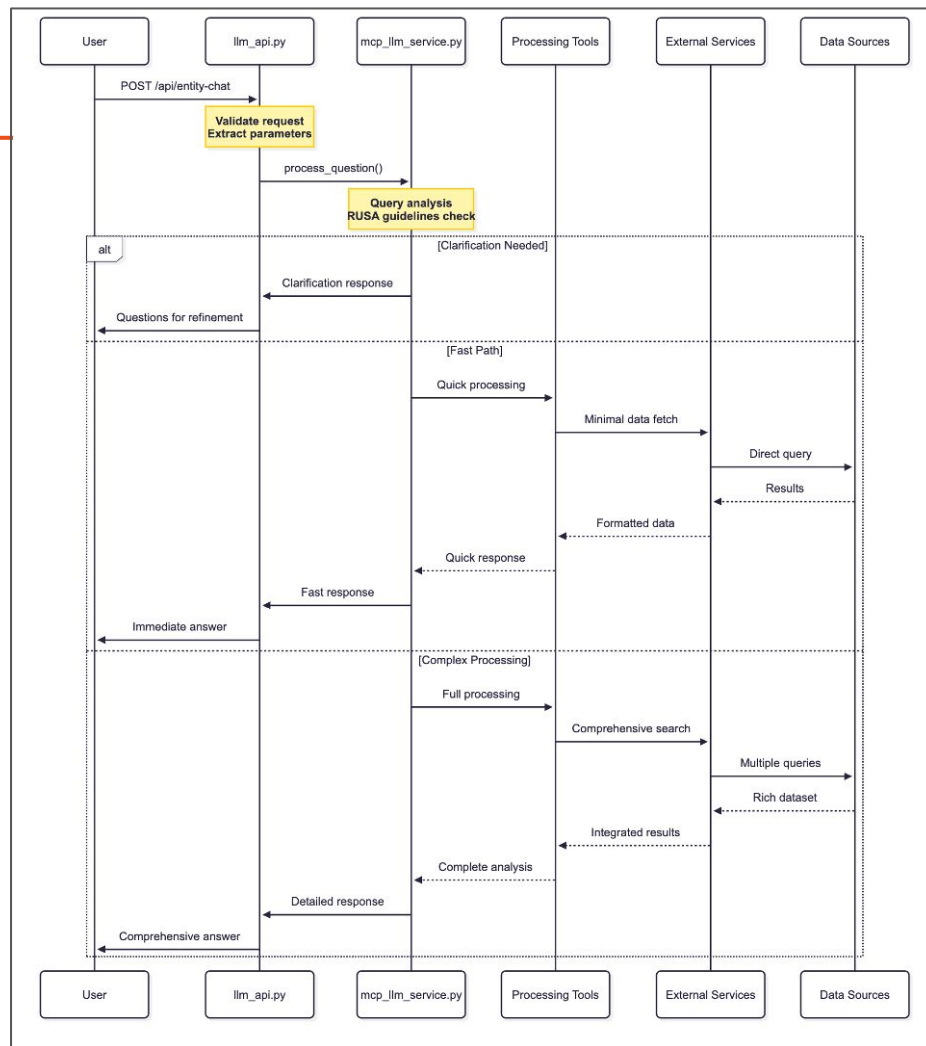 User
llm_api.py
mcp_llm_service.py
Processing Tools
External Services
Data Sources
POST /api/entity-chat
Validate request
Extract parameters
process_question()
Query analysis
RUSA guidelines check
alt
[Clarification Needed]
Clarification response
Questions for refinement
[Fast Path]
Quick processing
Minimal data fetch
Direct query
Results
Formatted data
Quick response
Fast response
Immediate answer
[Complex Processing]
Full processing
Comprehensive search
Multiple queries
Rich dataset
Integrated results
Complete analysis
Detailed response
Comprehensive answer
User
llm_api.py
mcp_llm_service.py
Processing Tools
External Services
Data Sources